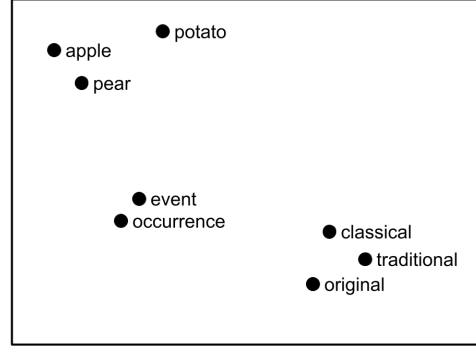 potato
apple
pear
event
occurrence
classical
traditional
original